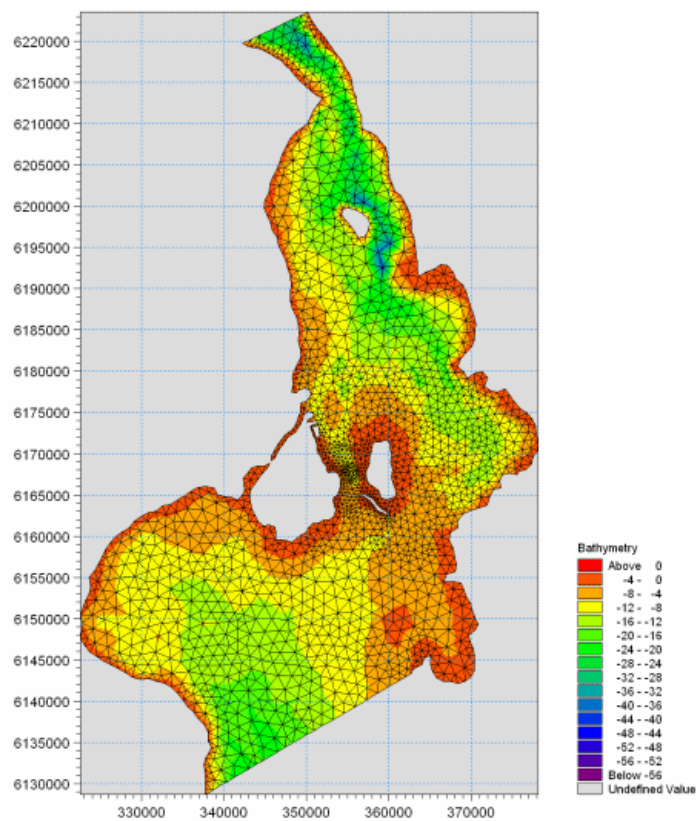 6220000
6215000
6210000
6205000
6200000
6195000
6190000
6185000
6180000
6175000
6170000
6165000
6160000
6155000
6150000
6145000
6140000
6135000
6130000
330000 340000 350000 360000 370000
Bathymetry
Above 0
-4 - 0
-8 - -4
-12 - -8
-16 - -12
-20 - -16
-24 - -20
-28 - -24
-32 - -28
-36 - -32
-40 - -36
-44 - -40
-48 - -44
-52 - -48
-56 - -52
Below -56
Undefined Value